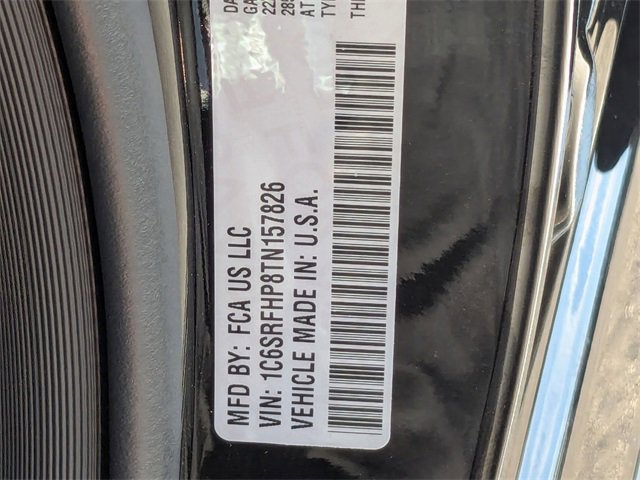 MFD BY: FCA US LLC
VIN: 1C6SRFHP8TN157826
VEHICLE MADE IN: U.S.A.